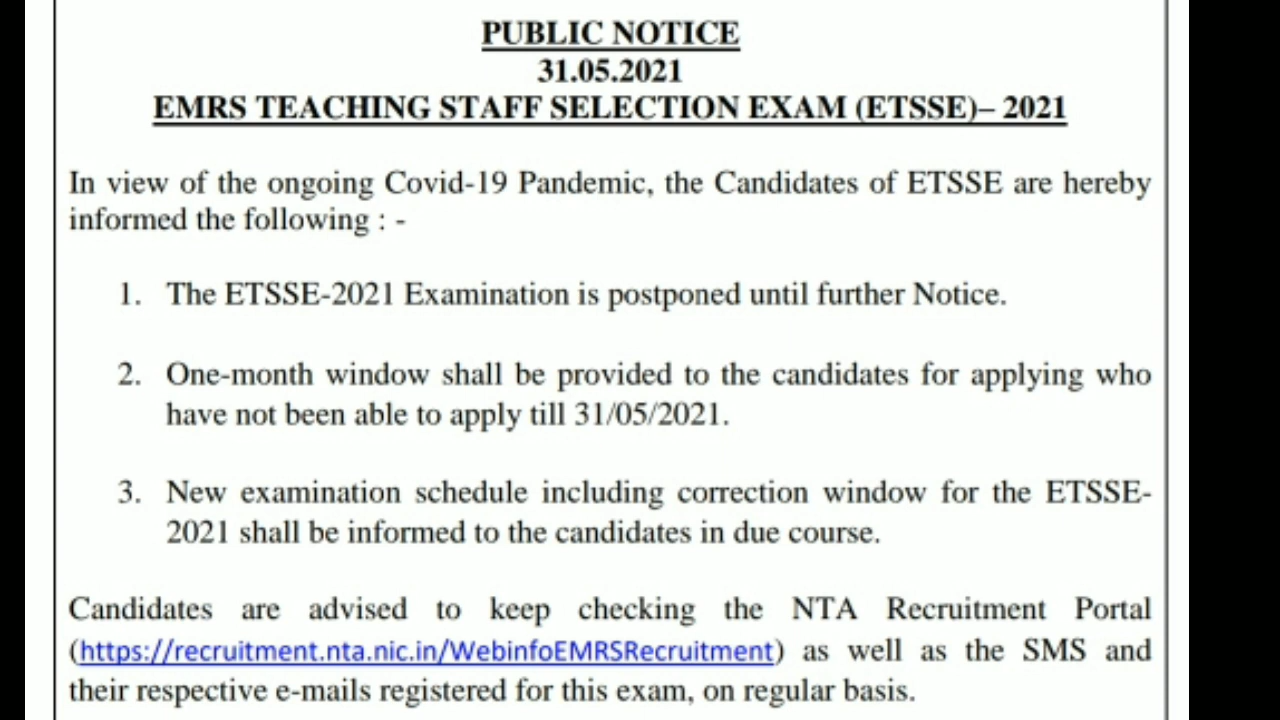 PUBLIC NOTICE
31.05.2021
EMRS TEACHING STAFF SELECTION EXAM (ETSSE)– 2021
In view of the ongoing Covid-19 Pandemic, the Candidates of ETSSE are hereby
informed the following : -
1. The ETSSE-2021 Examination is postponed until further Notice.
2. One-month window shall be provided to the candidates for applying who
have not been able to apply till 31/05/2021.
3. New examination schedule including correction window for the ETSSE-
2021 shall be informed to the candidates in due course.
Candidates are advised to keep checking the NTA Recruitment Portal
(https://recruitment.nta.nic.in/WebinfoEMRSRecruitment) as well as the SMS and
their respective e-mails registered for this exam, on regular basis.